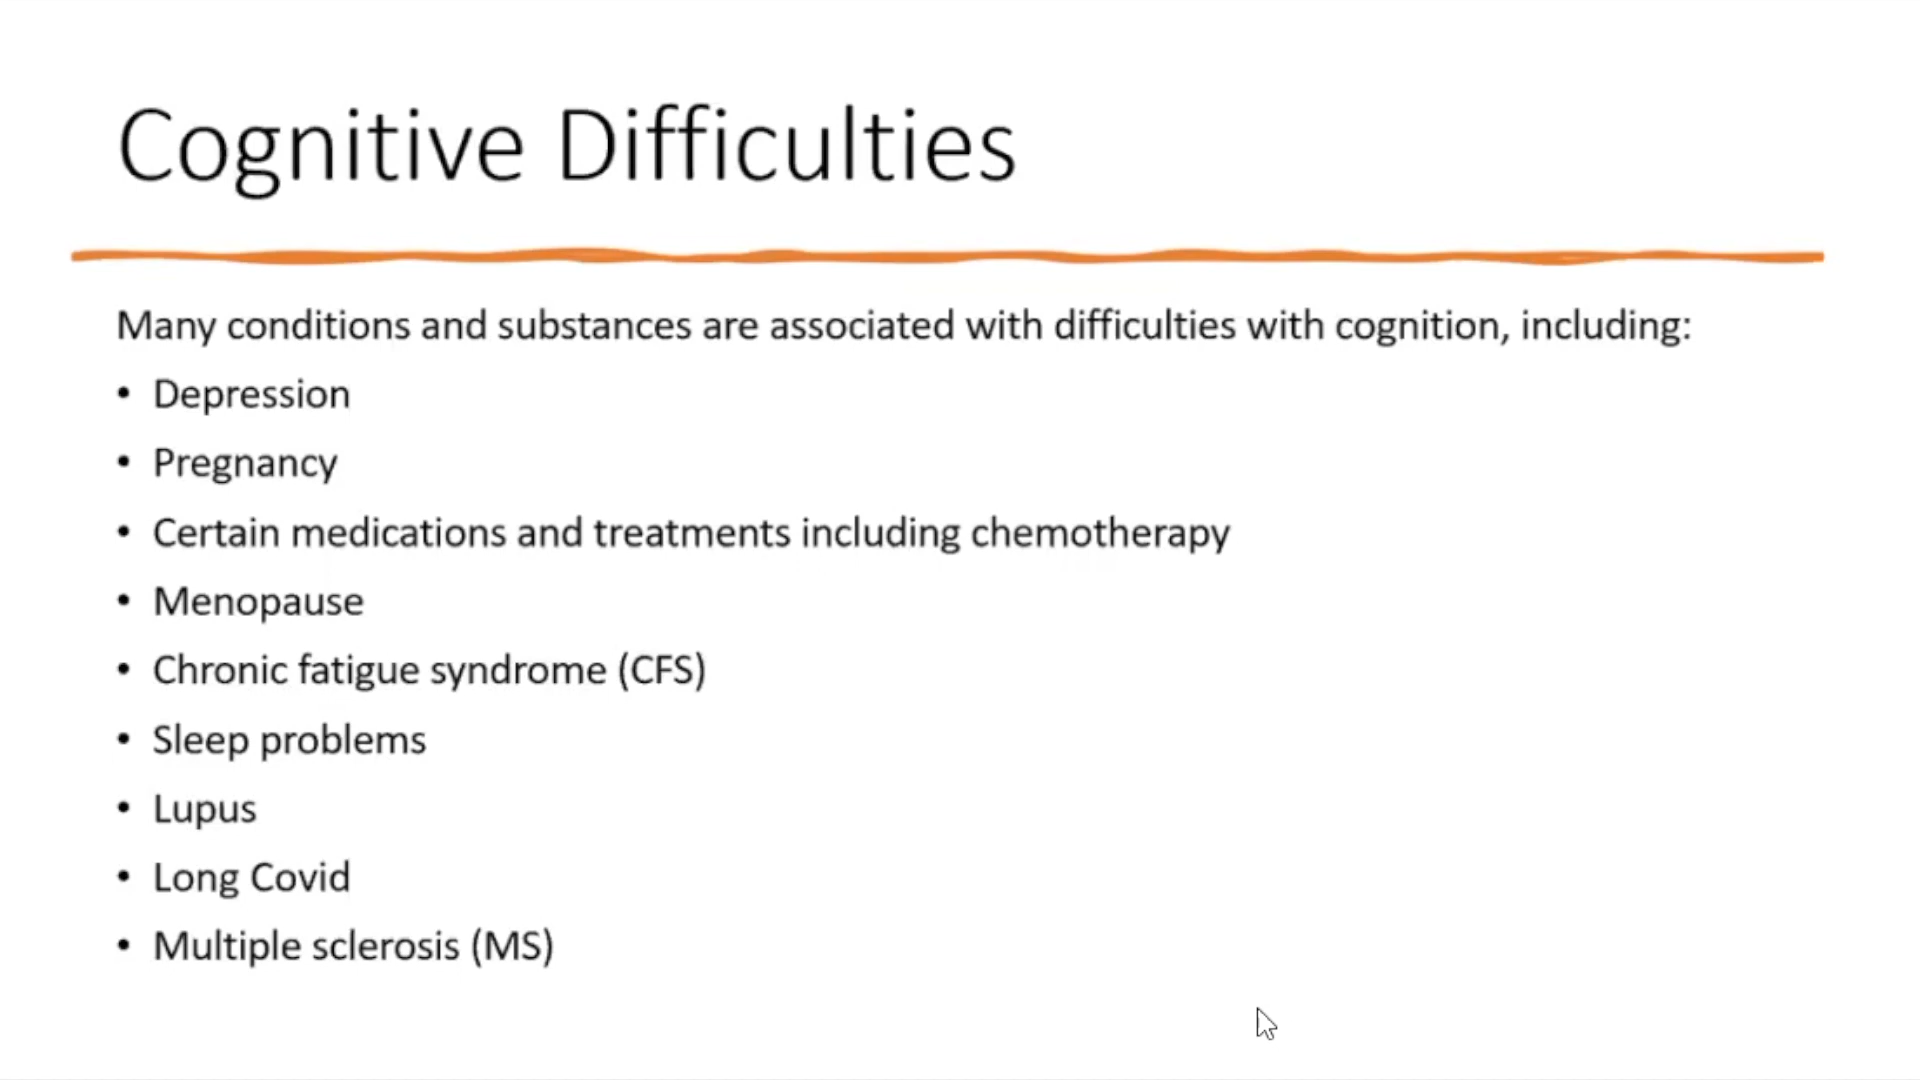 Cognitive Difficulties
Many conditions and substances are associated with difficulties with cognition, including:
• Depression
• Pregnancy
• Certain medications and treatments including chemotherapy
• Menopause
• Chronic fatigue syndrome (CFS)
• Sleep problems
• Lupus
• Long Covid
• Multiple sclerosis (MS)